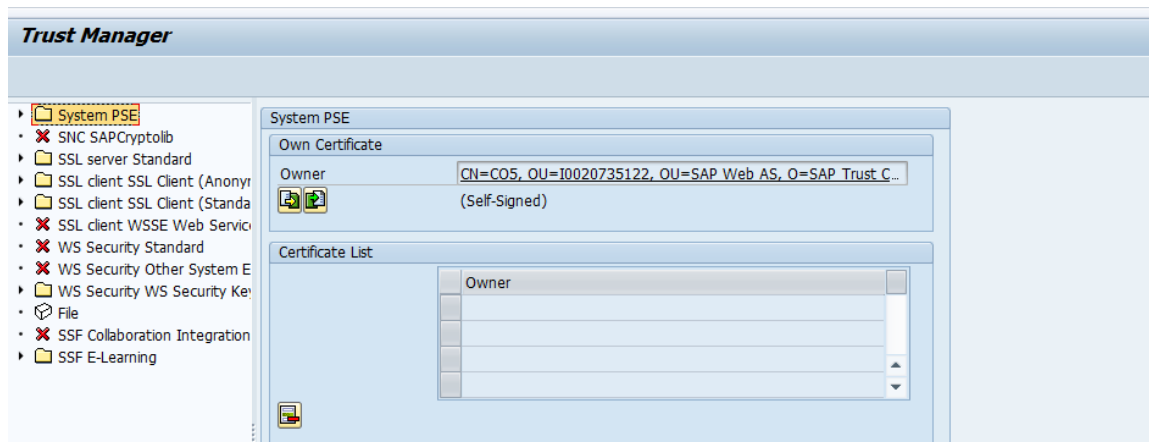 Trust Manager
System PSE
SNC SAPCryptolib
SSL server Standard
SSL client SSL Client (Anonyr
SSL client SSL Client (Standa
SSL client WSSE Web Servic
WS Security Standard
WS Security Other System E
WS Security WS Security Key
File
SSF Collaboration Integration
SSF E-Learning
System PSE
Own Certificate
Owner CN=CO5, OU=I0020735122, OU=SAP Web AS, O=SAP Trust C...
(Self-Signed)
Certificate List
Owner